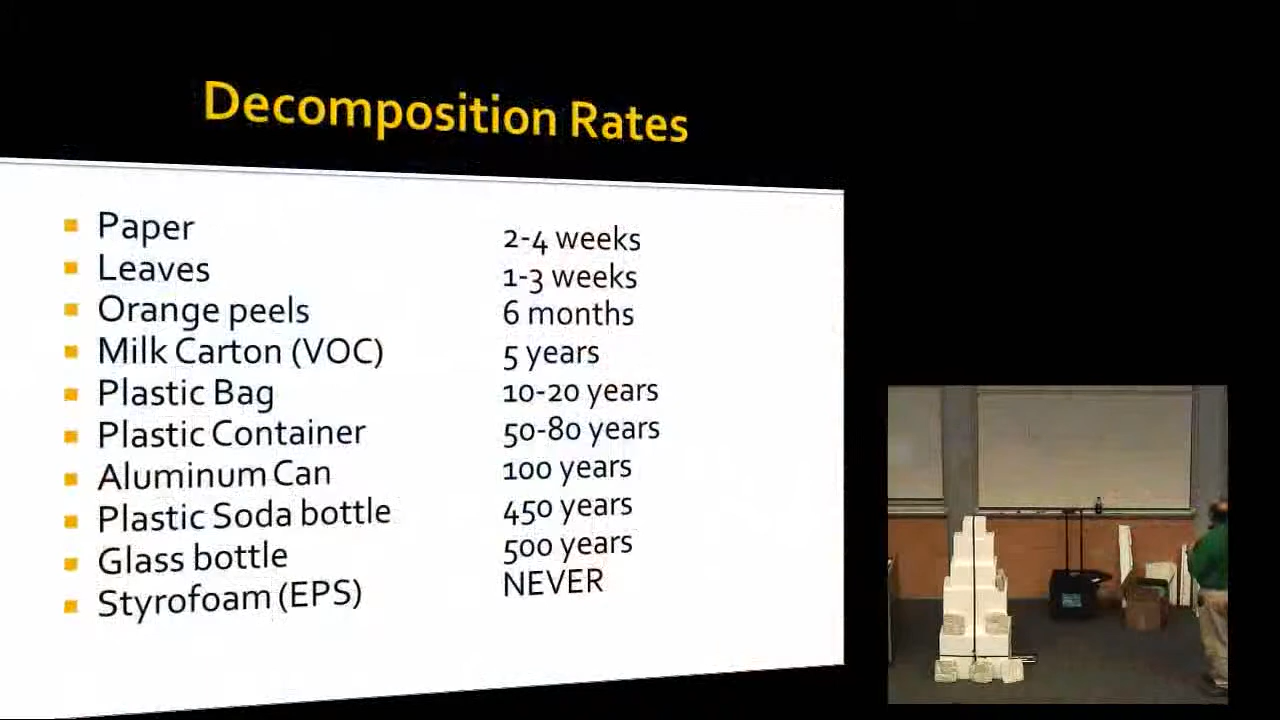 Decomposition Rates
Paper 2-4 weeks
Leaves 1-3 weeks
Orange peels 6 months
Milk Carton (VOC) 5 years
Plastic Bag 10-20 years
Plastic Container 50-80 years
Aluminum Can 100 years
Plastic Soda bottle 450 years
Glass bottle 500 years
Styrofoam (EPS) NEVER